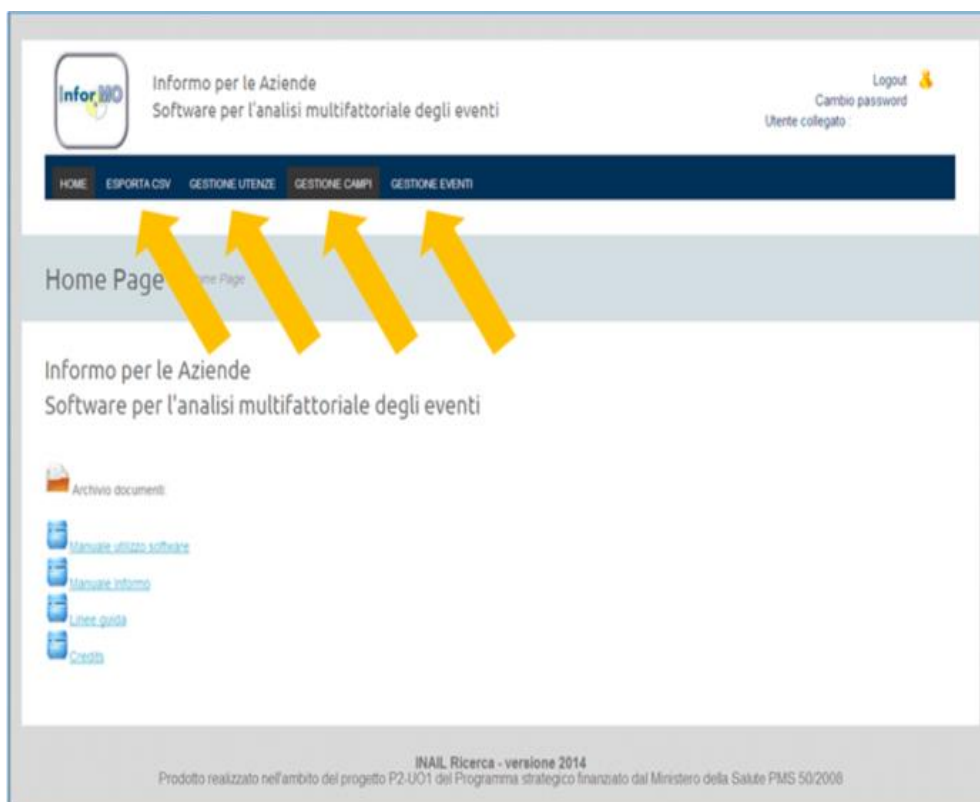 Infor.MO
Informo per le Aziende
Software per l'analisi multifattoriale degli eventi
Logout
Cambio password
Utente collegato :
HOME ESPORTA CSV GESTIONE UTENZE GESTIONE CAMPI GESTIONE EVENTI
Home Page
Page
Informo per le Aziende
Software per l'analisi multifattoriale degli eventi
Archivio documenti:
Manuale utilizzo software
Manuale Informo
Linee guida
Credits
INAIL Ricerca - versione 2014
Prodotto realizzato nell'ambito del progetto P2-UO1 del Programma strategico finanziato dal Ministero della Salute PMS 50/2008